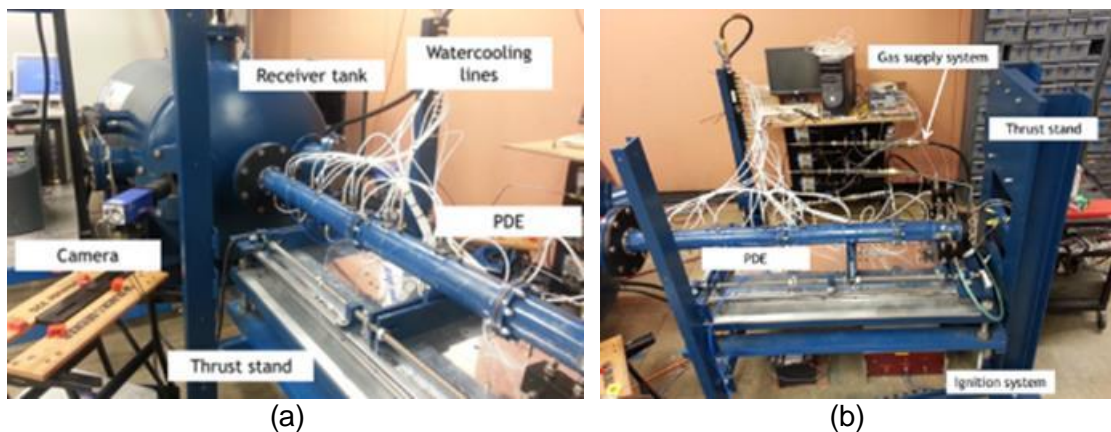 Receiver tank
Watercooling
lines
PDE
Camera
Thrust stand
(a)
Gas supply system
Thrust stand
PDE
Ignition system
(b)